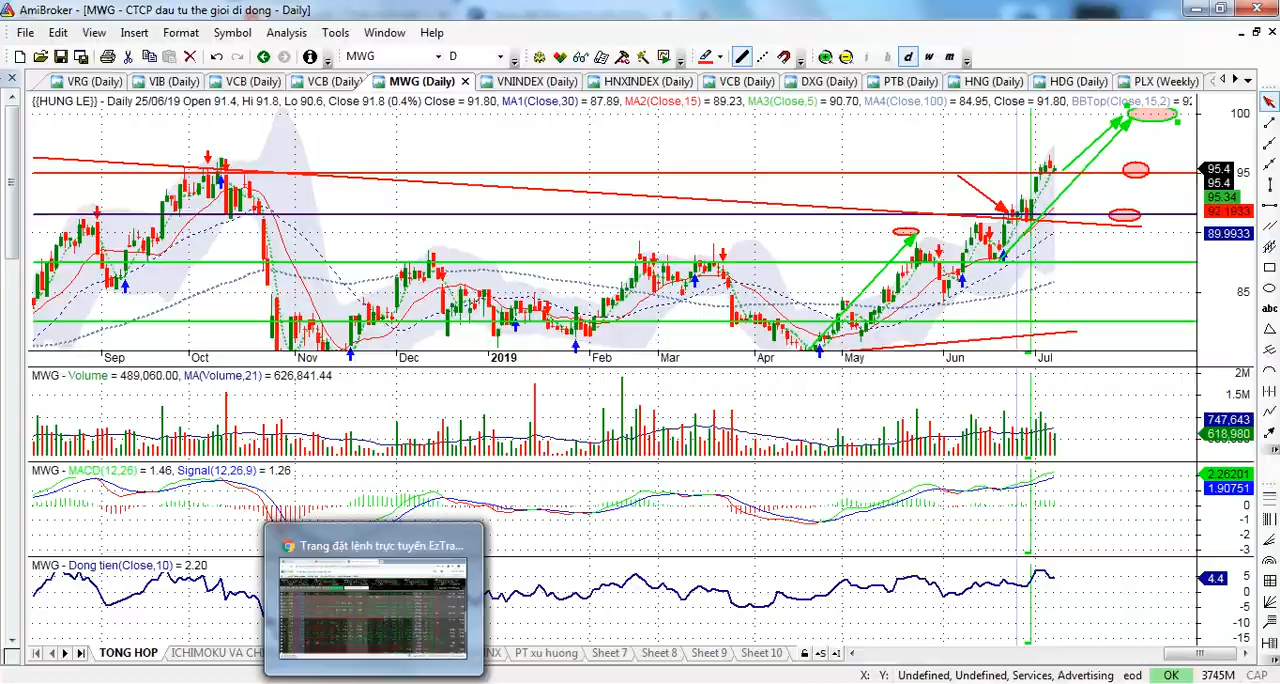 AmiBroker - [MWG - CTCP dau tu the gioi di dong - Daily]
File Edit View Insert Format Symbol Analysis Tools Window Help
MWG D i h d w m
VRG (Daily) VIB (Daily) VCB (Daily) VCB (Daily) MWG (Daily) VNINDEX (Daily) HNXINDEX (Daily) VCB (Daily) DXG (Daily) PTB (Daily) HNG (Daily) HDG (Daily) PLX (Weekly)
{{HUNG LE}} - Daily 25/06/19 Open 91.4, Hi 91.8, Lo 90.6, Close 91.8 (0.4%) Close = 91.80, MA1(Close,30) = 87.89, MA2(Close,15) = 89.23, MA3(Close,5) = 90.70, MA4(Close,100) = 84.95, Close = 91.80, BBTop(Close,15,2) = 92
100
95
95.4
95.4
95.34
92.1933
89.9933
85
abc
Sep Oct Nov Dec 2019 Feb Mar Apr May Jun Jul
MWG - Volume = 489,060.00, MA(Volume,21) = 626,841.44
2M
1.5M
747,643
618,980
MWG - MACD(12,26) = 1.46, Signal(12,26,9) = 1.26
2.26201
1.90751
0
-1
-2
-3
Trang đặt lệnh trực tuyến EzTra...
MWG - Dong tien(Close,10) = 2.20
5
4.4
0
-5
-10
-15
TONG HOP ICHIMOKU VA CH NX PT xu huong Sheet 7 Sheet 8 Sheet 9 Sheet 10
X: Y: Undefined, Undefined, Services, Advertising eod OK 3745M CAP